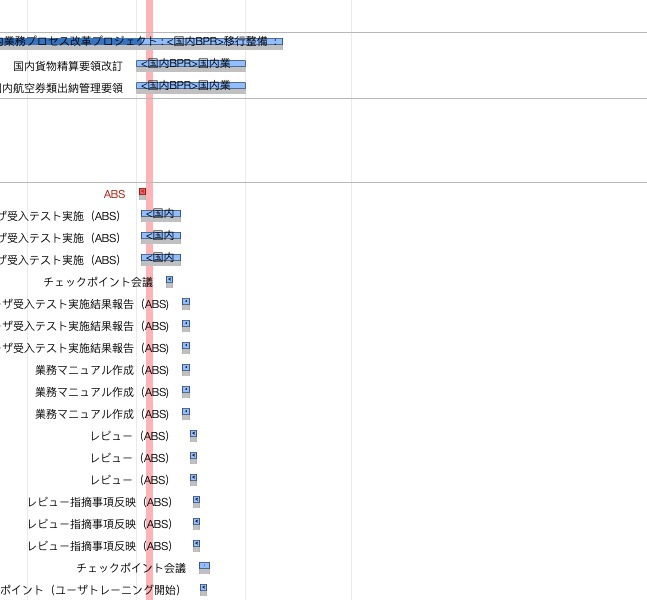 業務プロセス改革プロジェクト：<国内BPR>移行整備：
国内貨物精算要領改訂 <国内BPR>国内業
内航空券類出納管理要領 <国内BPR>国内業
ABS
ザ受入テスト実施（ABS） <国内
ザ受入テスト実施（ABS） <国内
ザ受入テスト実施（ABS） <国内
チェックポイント会議
ザ受入テスト実施結果報告（ABS)
ザ受入テスト実施結果報告（ABS)
ザ受入テスト実施結果報告（ABS)
業務マニュアル作成（ABS)
業務マニュアル作成（ABS)
業務マニュアル作成（ABS)
レビュー（ABS)
レビュー（ABS)
レビュー（ABS)
レビュー指摘事項反映（ABS）
レビュー指摘事項反映（ABS）
レビュー指摘事項反映（ABS）
チェックポイント会議
ポイント（ユーザトレーニング開始）